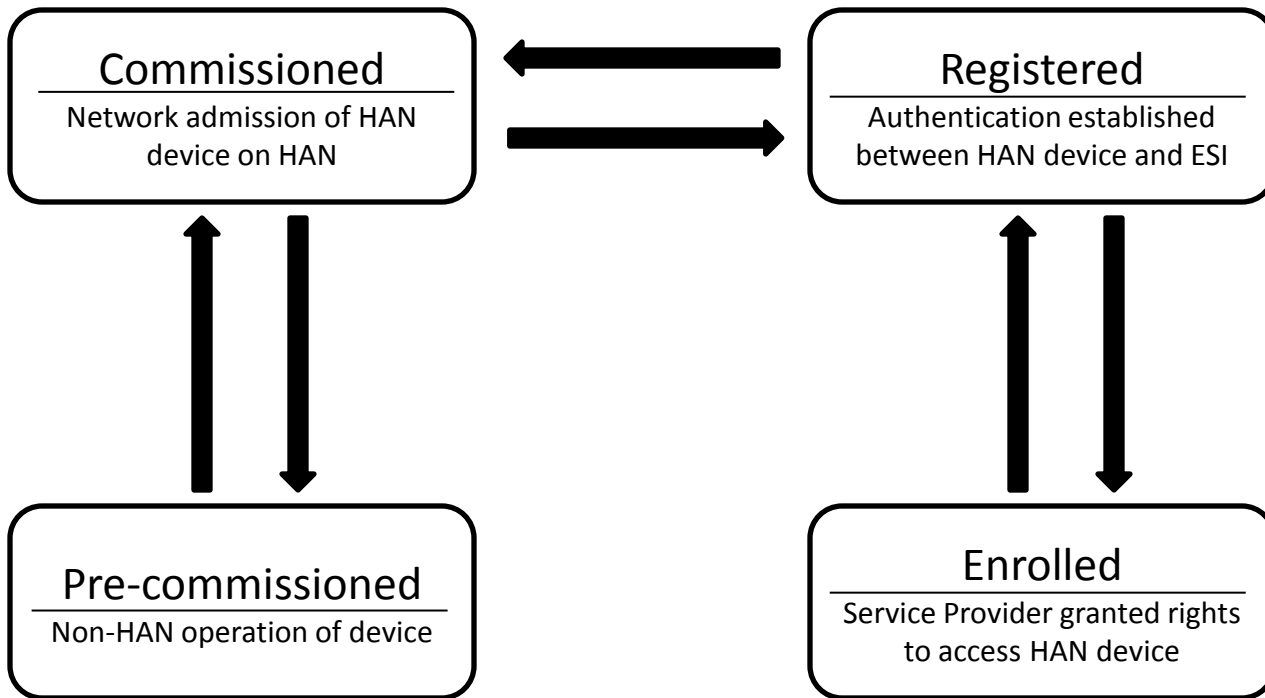 Commissioned
Network admission of HAN
device on HAN
Registered
Authentication established
between HAN device and ESI
Pre-commissioned
Non-HAN operation of device
Enrolled
Service Provider granted rights
to access HAN device